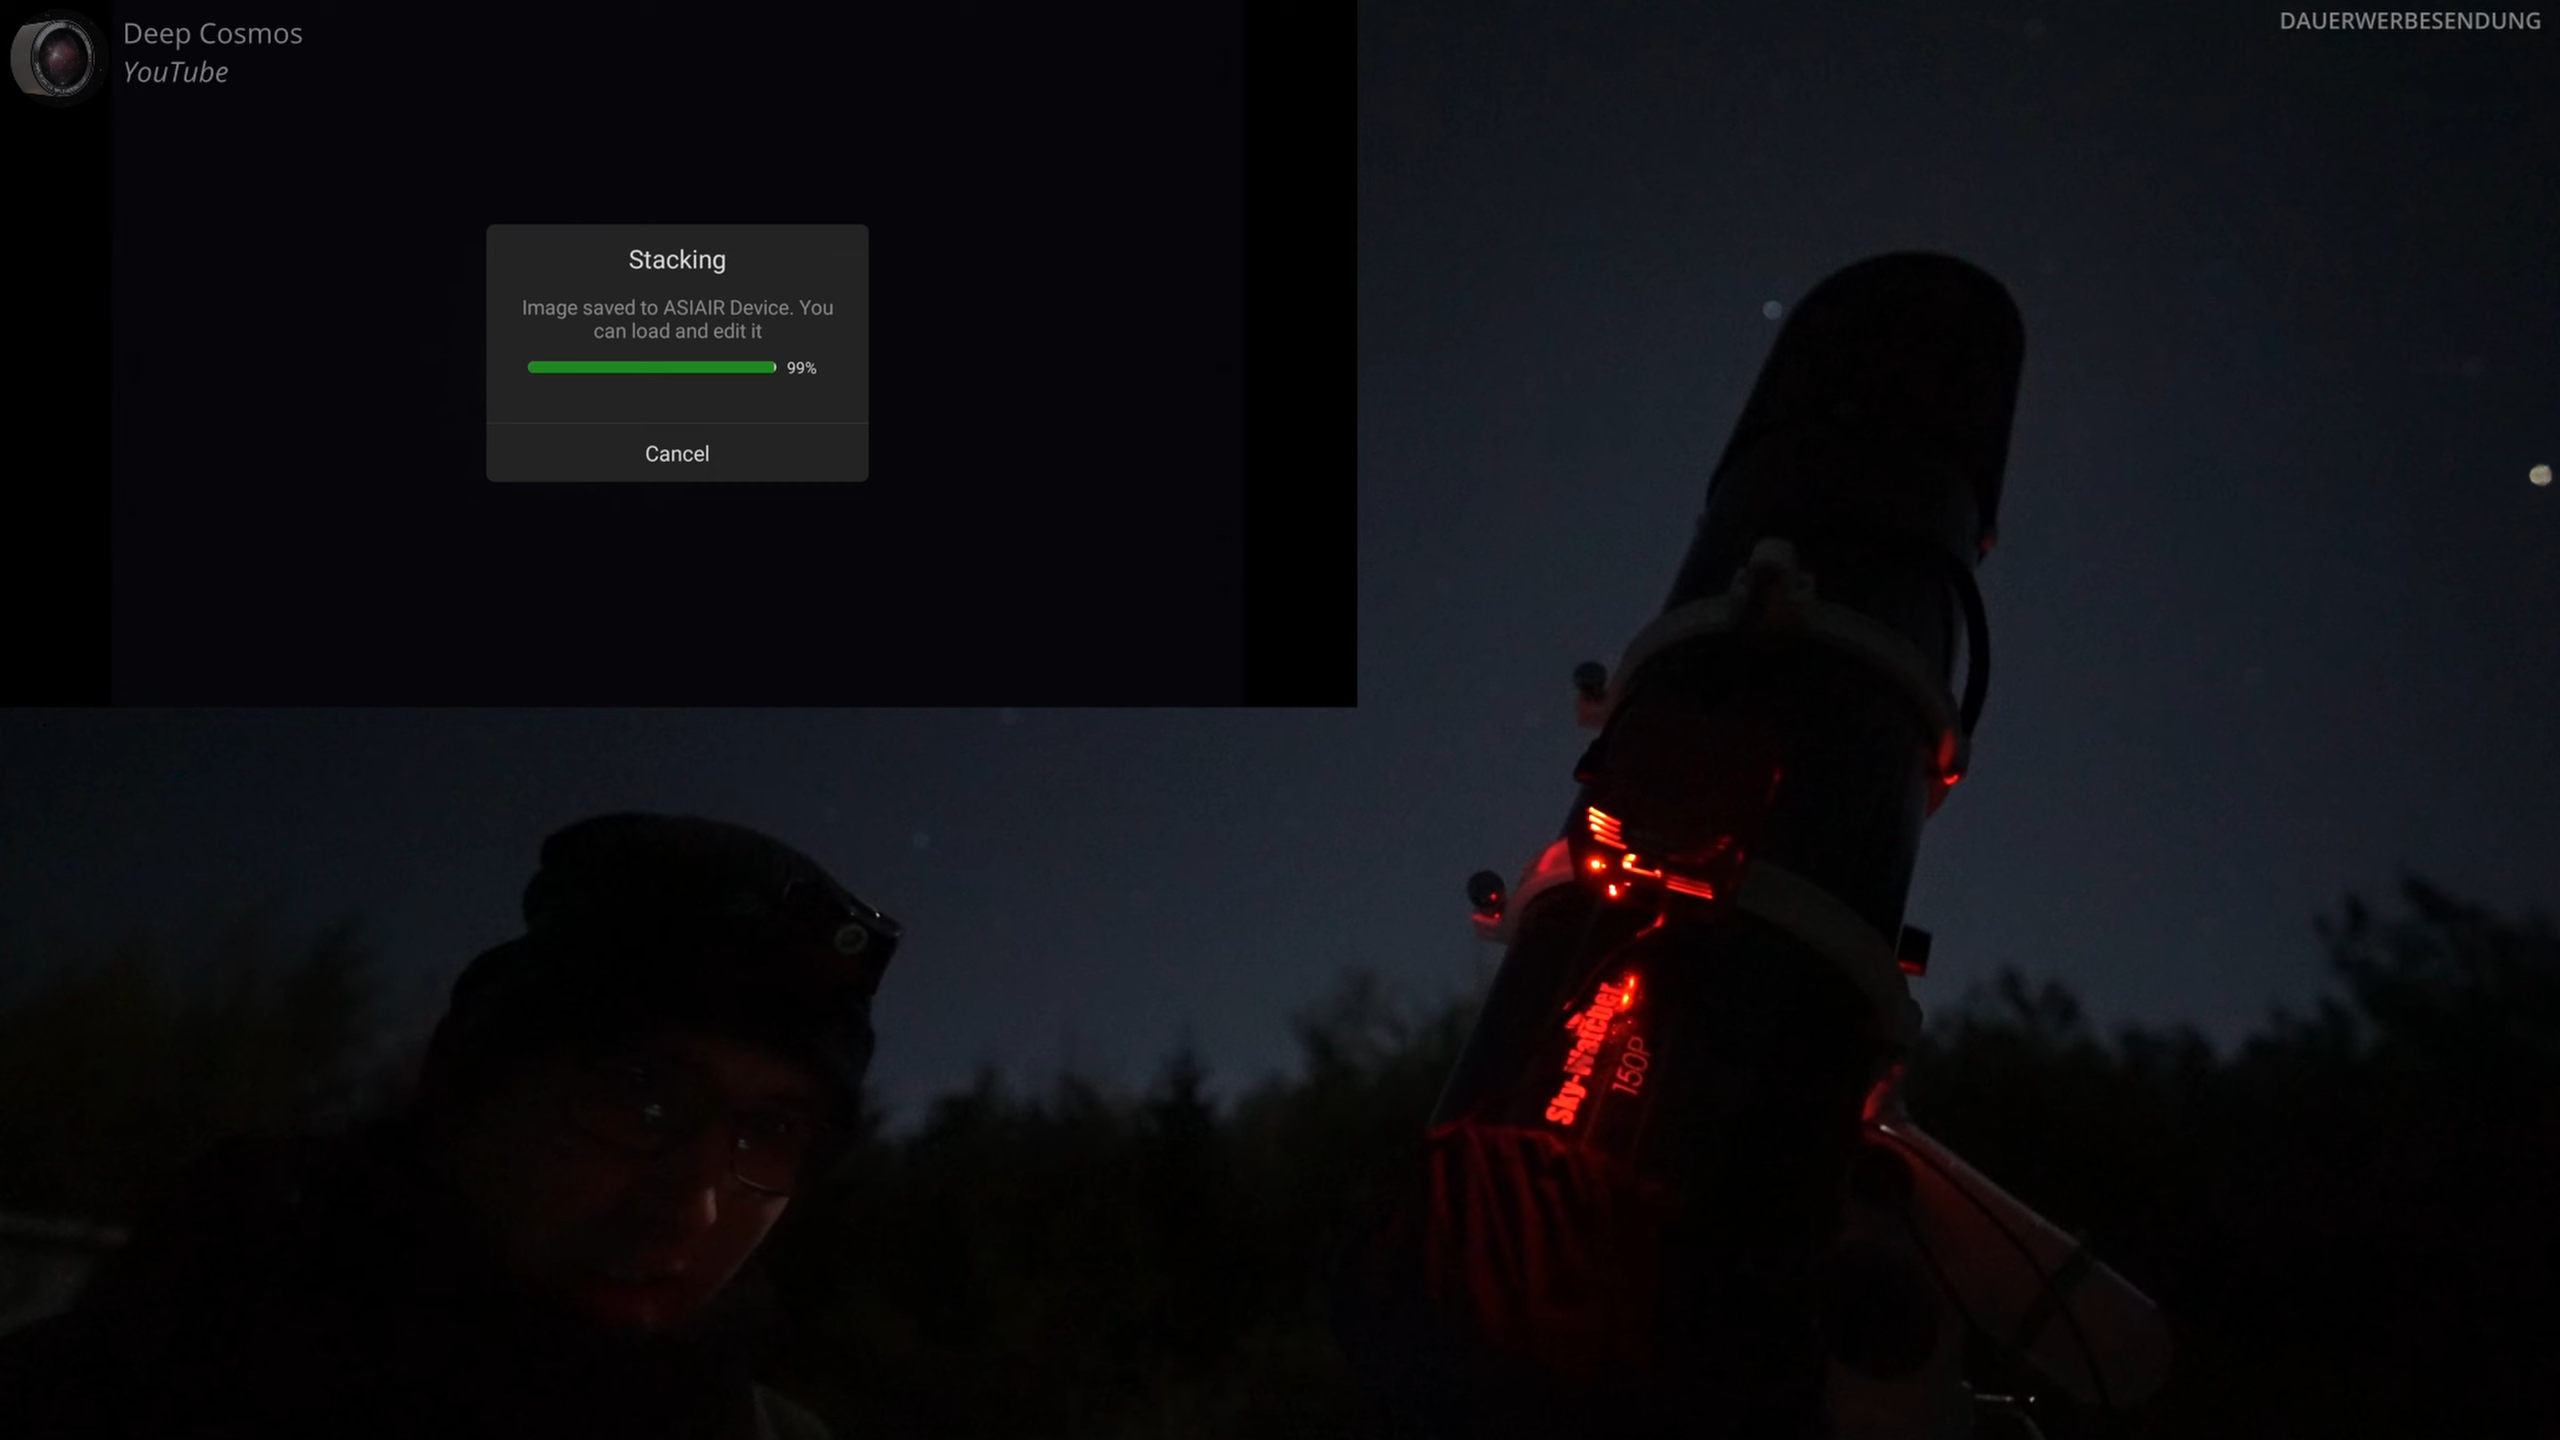 Deep Cosmos
YouTube
DAUERWERBESENDUNG
Stacking
Image saved to ASIAIR Device. You
can load and edit it
99%
Cancel
Sky-Watcher
150P